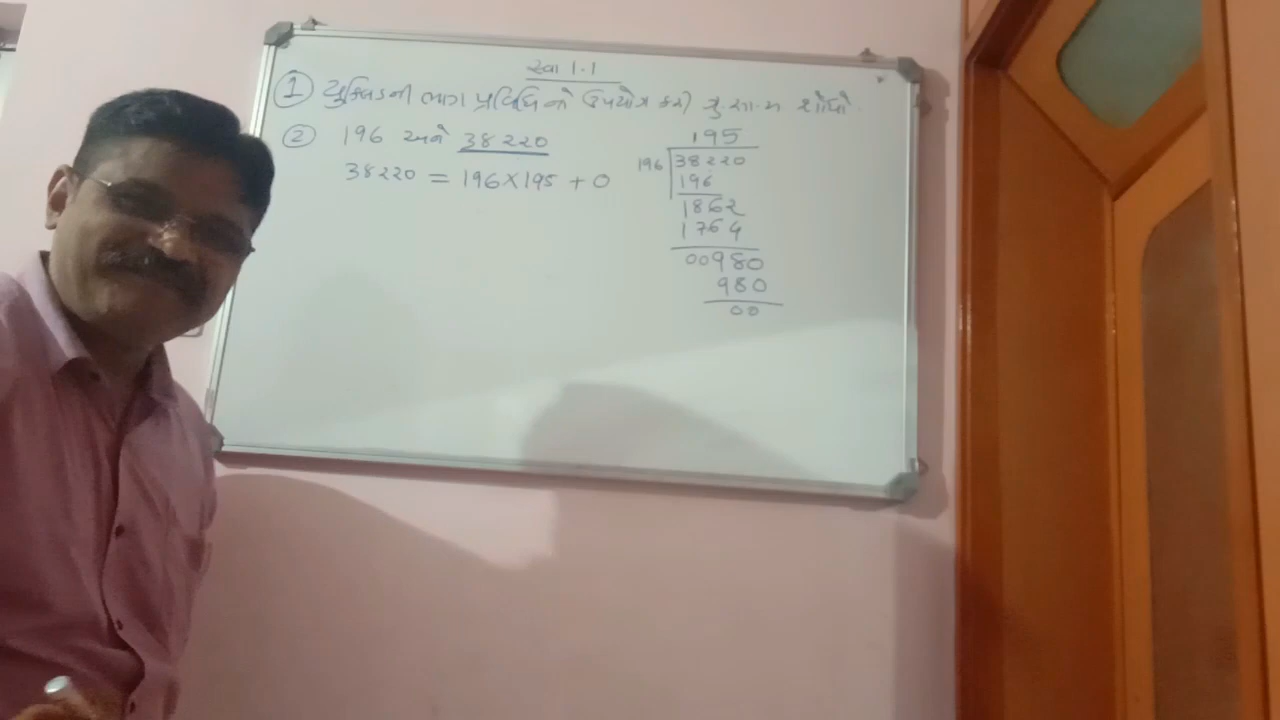 સ્વા 1.1
① યુક્લિડની ભાગ પ્રવિધિનો ઉપયોગ કરી ગુ.સા.અ શોધો.
② 196 અને 38220
38220 = 196×195 + 0
195
196 38220
196
1862
1764
00980
980
00